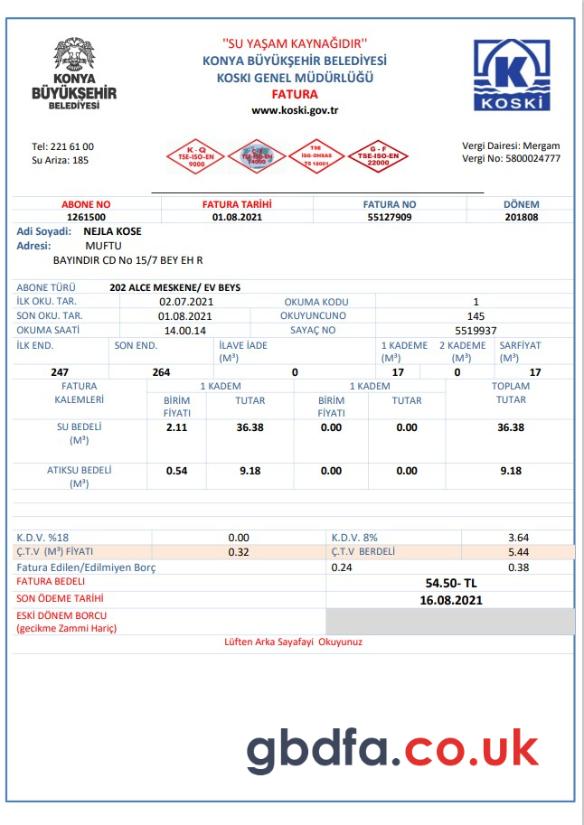 "SU YAŞAM KAYNAĞIDIR"
KONYA BÜYÜKŞEHİR BELEDİYESİ
KOSKI GENEL MÜDÜRLÜĞÜ
FATURA
www.koski.gov.tr
KONYA
BÜYÜKŞEHİR
BELEDİYESİ
K
KOSKİ
Tel: 221 61 00
Su Ariza: 185
K - Q
TSE-ISO-EN
9000
TSE-ISO-EN
14000
TSE
ISG-OHSAS
TS 18001
G - F
TSE-ISO-EN
22000
Vergi Dairesi: Mergam
Vergi No: 5800024777
ABONE NO FATURA TARİHİ FATURA NO DÖNEM
1261500 01.08.2021 55127909 201808
Adi Soyadi: NEJLA KOSE
Adresi: MUFTU
BAYINDIR CD No 15/7 BEY EH R
ABONE TÜRÜ 202 ALCE MESKENE/ EV BEYS
İLK OKU. TAR. 02.07.2021 OKUMA KODU 1
SON OKU. TAR. 01.08.2021 OKUYUNCUNO 145
OKUMA SAATİ 14.00.14 SAYAÇ NO 5519937
İLK END. SON END. İLAVE İADE (M³) 1 KADEME (M³) 2 KADEME (M³) SARFİYAT (M³)
247 264 0 17 0 17
FATURA KALEMLERİ 1 KADEM 1 KADEM TOPLAM TUTAR
BİRİM FİYATI TUTAR BİRİM FİYATI TUTAR
SU BEDELİ (M³) 2.11 36.38 0.00 0.00 36.38
ATIKSU BEDELİ (M³) 0.54 9.18 0.00 0.00 9.18
K.D.V. %18 0.00 K.D.V. 8% 3.64
Ç.T.V (M³) FİYATI 0.32 Ç.T.V BERDELİ 5.44
Fatura Edilen/Edilmiyen Borç 0.24 0.38
FATURA BEDELI 54.50- TL
SON ÖDEME TARİHİ 16.08.2021
ESKİ DÖNEM BORCU
(gecikme Zammi Hariç)
Lüften Arka Sayafayi Okuyunuz
gbdfa.co.uk